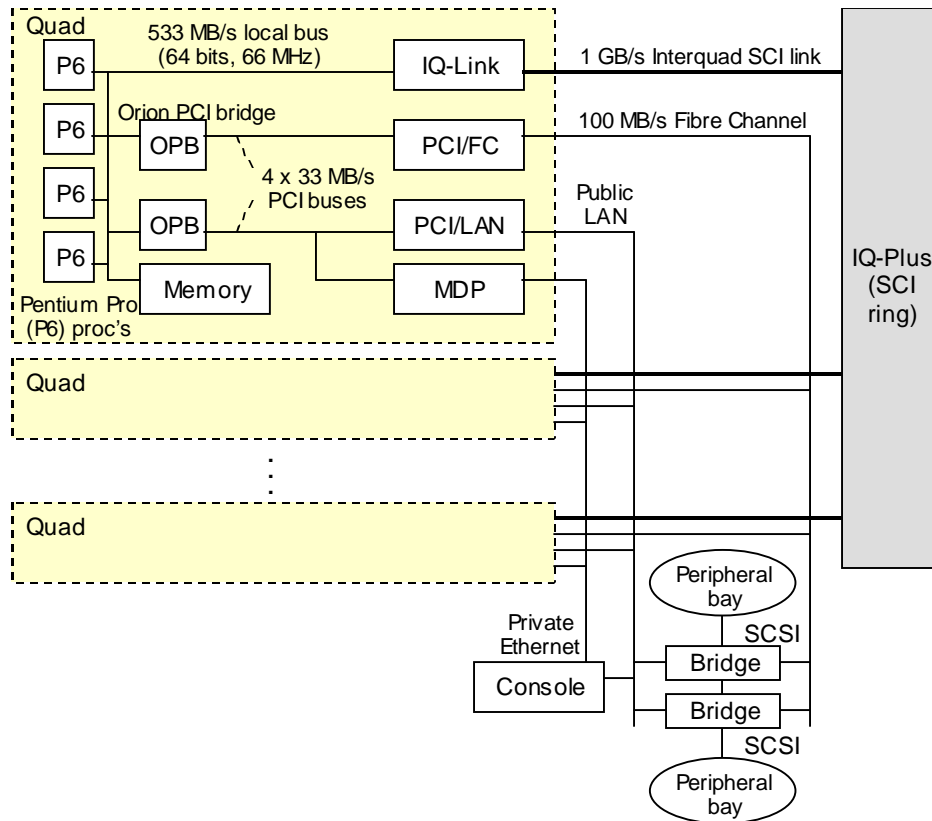 Quad
533 MB/s local bus
(64 bits, 66 MHz)
P6
IQ-Link
1 GB/s Interquad SCI link
Orion PCI bridge
P6
OPB
PCI/FC
100 MB/s Fibre Channel
4 x 33 MB/s
PCI buses
P6
OPB
PCI/LAN
Public
LAN
P6
Memory
MDP
IQ-Plus
(SCI
ring)
Pentium Pro
(P6) proc's
Quad
.
.
.
Quad
Peripheral
bay
Private
Ethernet
SCSI
Bridge
Console
Bridge
SCSI
Peripheral
bay